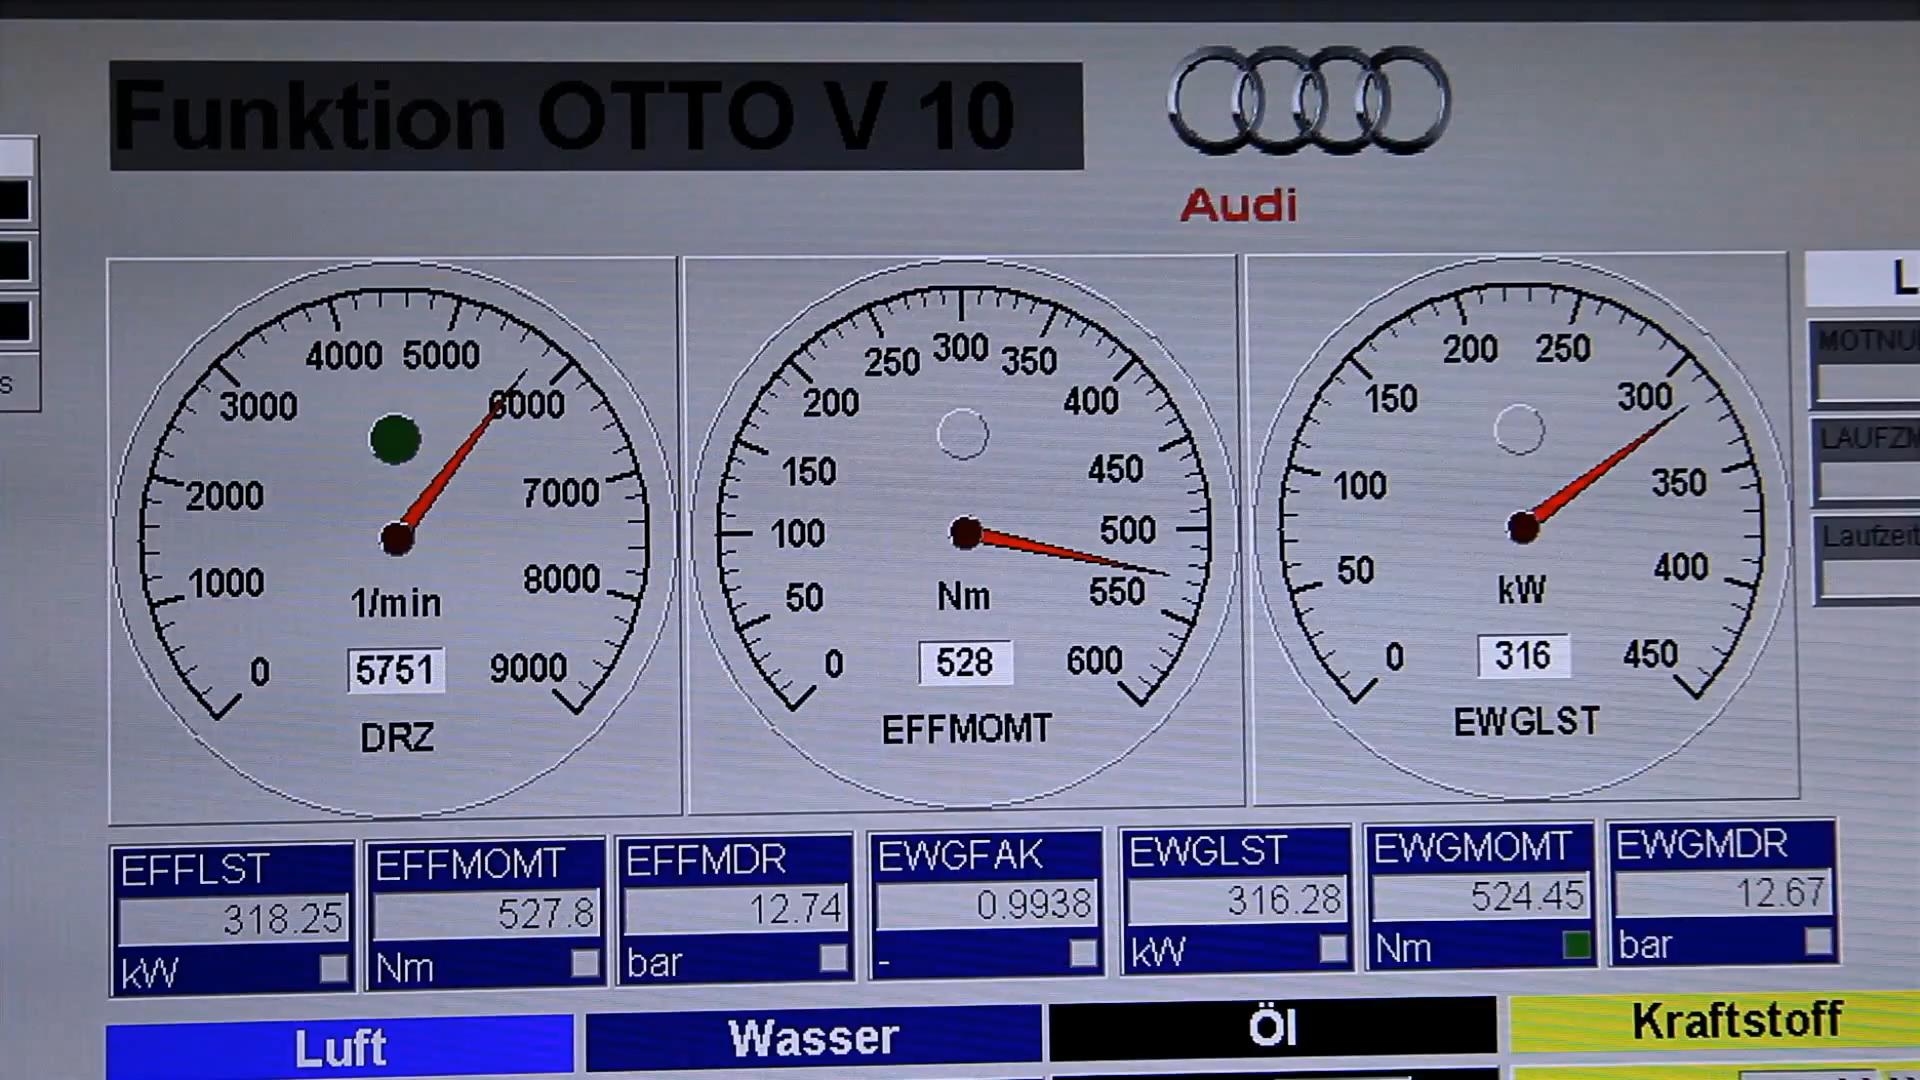 Funktion OTTO V 10
Audi
0 1000 2000 3000 4000 5000 6000 7000 8000 9000
1/min
5751
DRZ
0 50 100 150 200 250 300 350 400 450 500 550 600
Nm
528
EFFMOMT
0 50 100 150 200 250 300 350 400 450
kW
316
EWGLST
L
MOTNU
LAUFZ
Laufzeit
s
EFFLST
318.25
kW
EFFMOMT
527.8
Nm
EFFMDR
12.74
bar
EWGFAK
0.9938
-
EWGLST
316.28
kW
EWGMOMT
524.45
Nm
EWGMDR
12.67
bar
Luft
Wasser
Öl
Kraftstoff